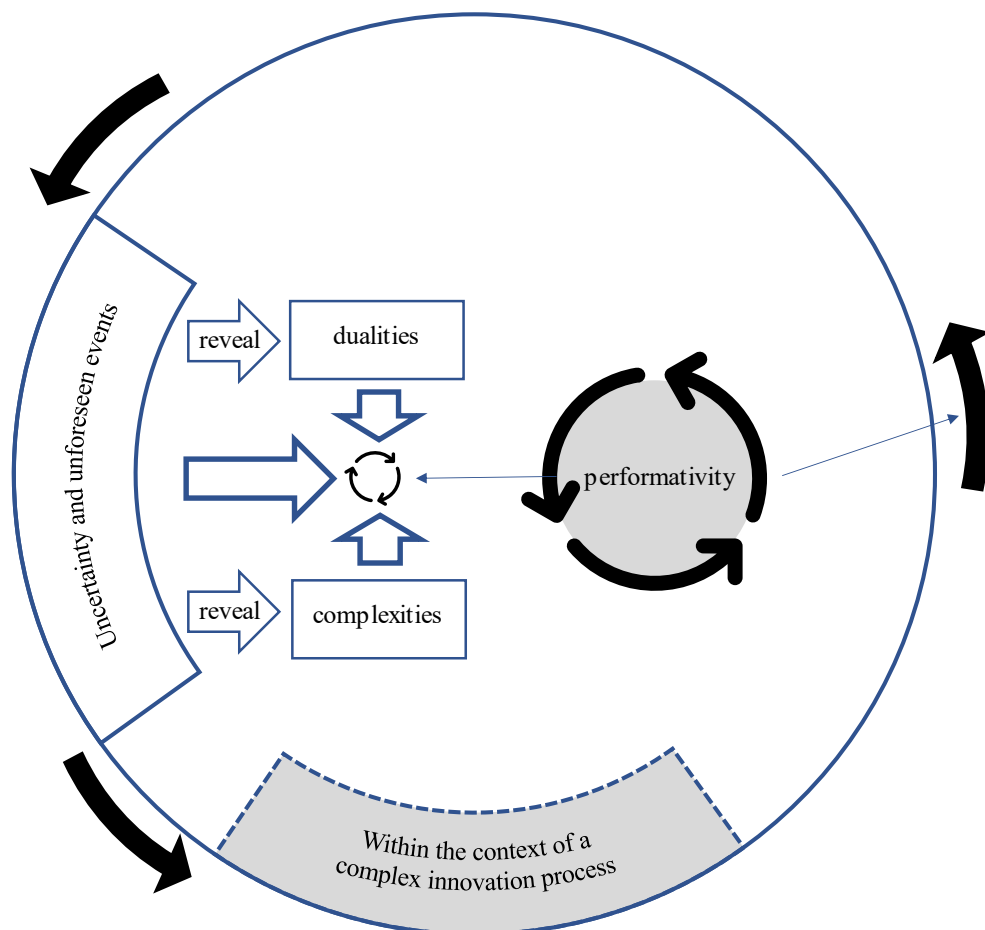 Uncertainty and unforeseen events
reveal
dualities
performativity
reveal
complexities
Within the context of a
complex innovation process